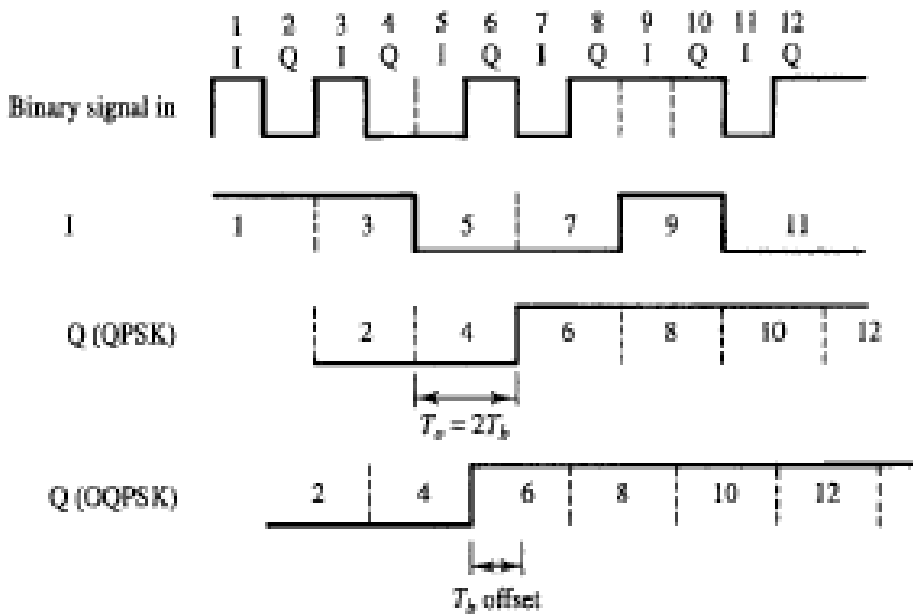 1 2 3 4 5 6 7 8 9 10 11 12
I Q I Q I Q I Q I Q I Q
Binary signal in
I 1 3 5 7 9 11
Q (QPSK) 2 4 6 8 10 12
T_s = 2T_b
Q (OQPSK) 2 4 6 8 10 12
T_b offset